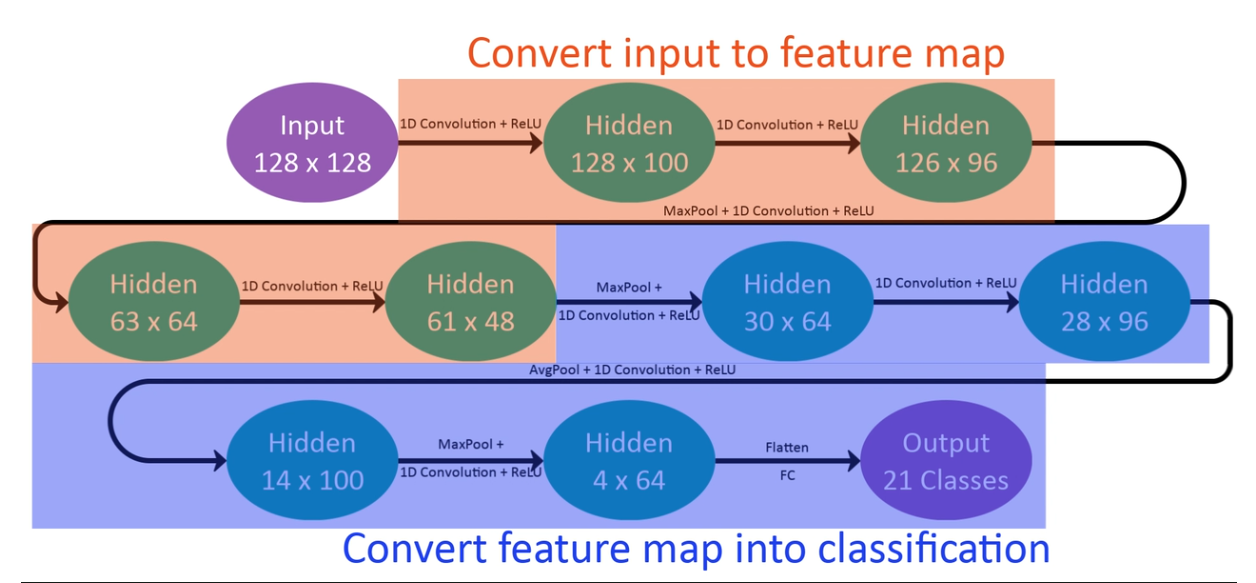 Convert input to feature map
Input
128 x 128
1D Convolution + ReLU
Hidden
128 x 100
1D Convolution + ReLU
Hidden
126 x 96
MaxPool + 1D Convolution + ReLU
Hidden
63 x 64
1D Convolution + ReLU
Hidden
61 x 48
MaxPool +
1D Convolution + ReLU
Hidden
30 x 64
1D Convolution + ReLU
Hidden
28 x 96
AvgPool + 1D Convolution + ReLU
Hidden
14 x 100
MaxPool +
1D Convolution + ReLU
Hidden
4 x 64
Flatten
FC
Output
21 Classes
Convert feature map into classification